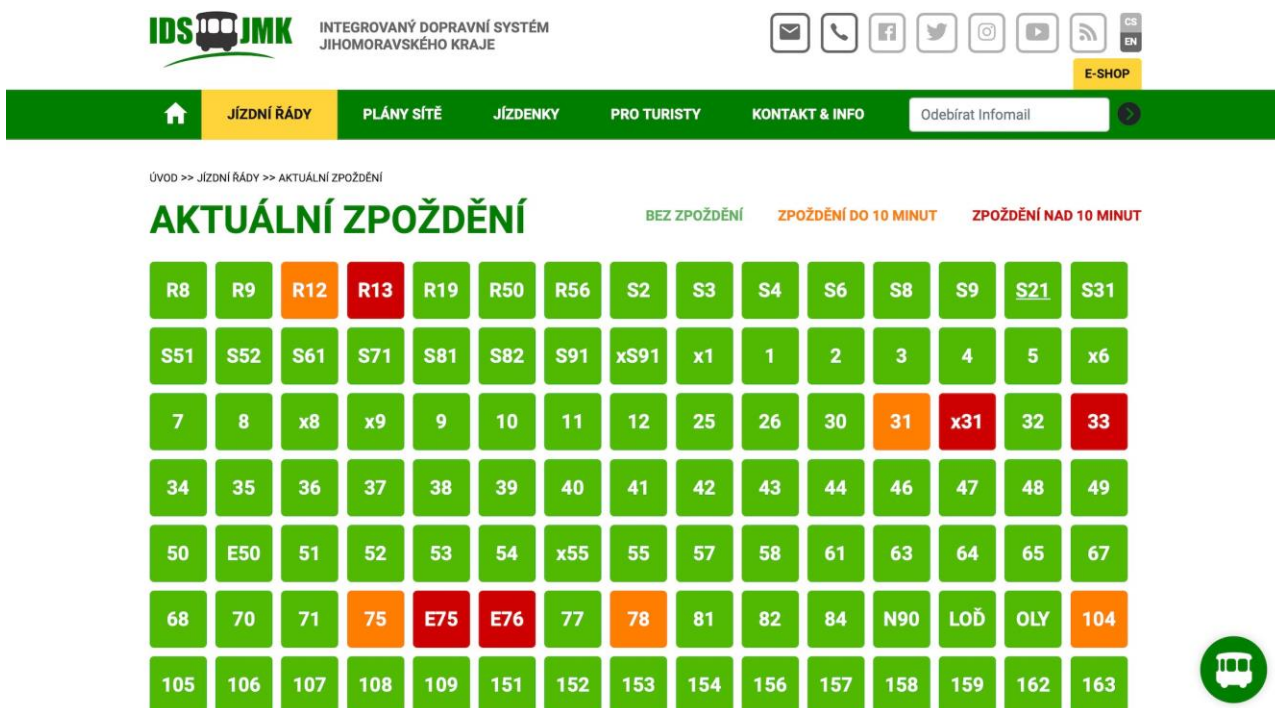 IDS JMK
INTEGROVANÝ DOPRAVNÍ SYSTÉM
JIHOMORAVSKÉHO KRAJE
CS
EN
E-SHOP
JÍZDNÍ ŘÁDY PLÁNY SÍTĚ JÍZDENKY PRO TURISTY KONTAKT & INFO Odebírat Infomail
ÚVOD >> JÍZDNÍ ŘÁDY >> AKTUÁLNÍ ZPOŽDĚNÍ
AKTUÁLNÍ ZPOŽDĚNÍ BEZ ZPOŽDĚNÍ ZPOŽDĚNÍ DO 10 MINUT ZPOŽDĚNÍ NAD 10 MINUT
R8 R9 R12 R13 R19 R50 R56 S2 S3 S4 S6 S8 S9 S21 S31
S51 S52 S61 S71 S81 S82 S91 xS91 x1 1 2 3 4 5 x6
7 8 x8 x9 9 10 11 12 25 26 30 31 x31 32 33
34 35 36 37 38 39 40 41 42 43 44 46 47 48 49
50 E50 51 52 53 54 x55 55 57 58 61 63 64 65 67
68 70 71 75 E75 E76 77 78 81 82 84 N90 LOĎ OLY 104
105 106 107 108 109 151 152 153 154 156 157 158 159 162 163